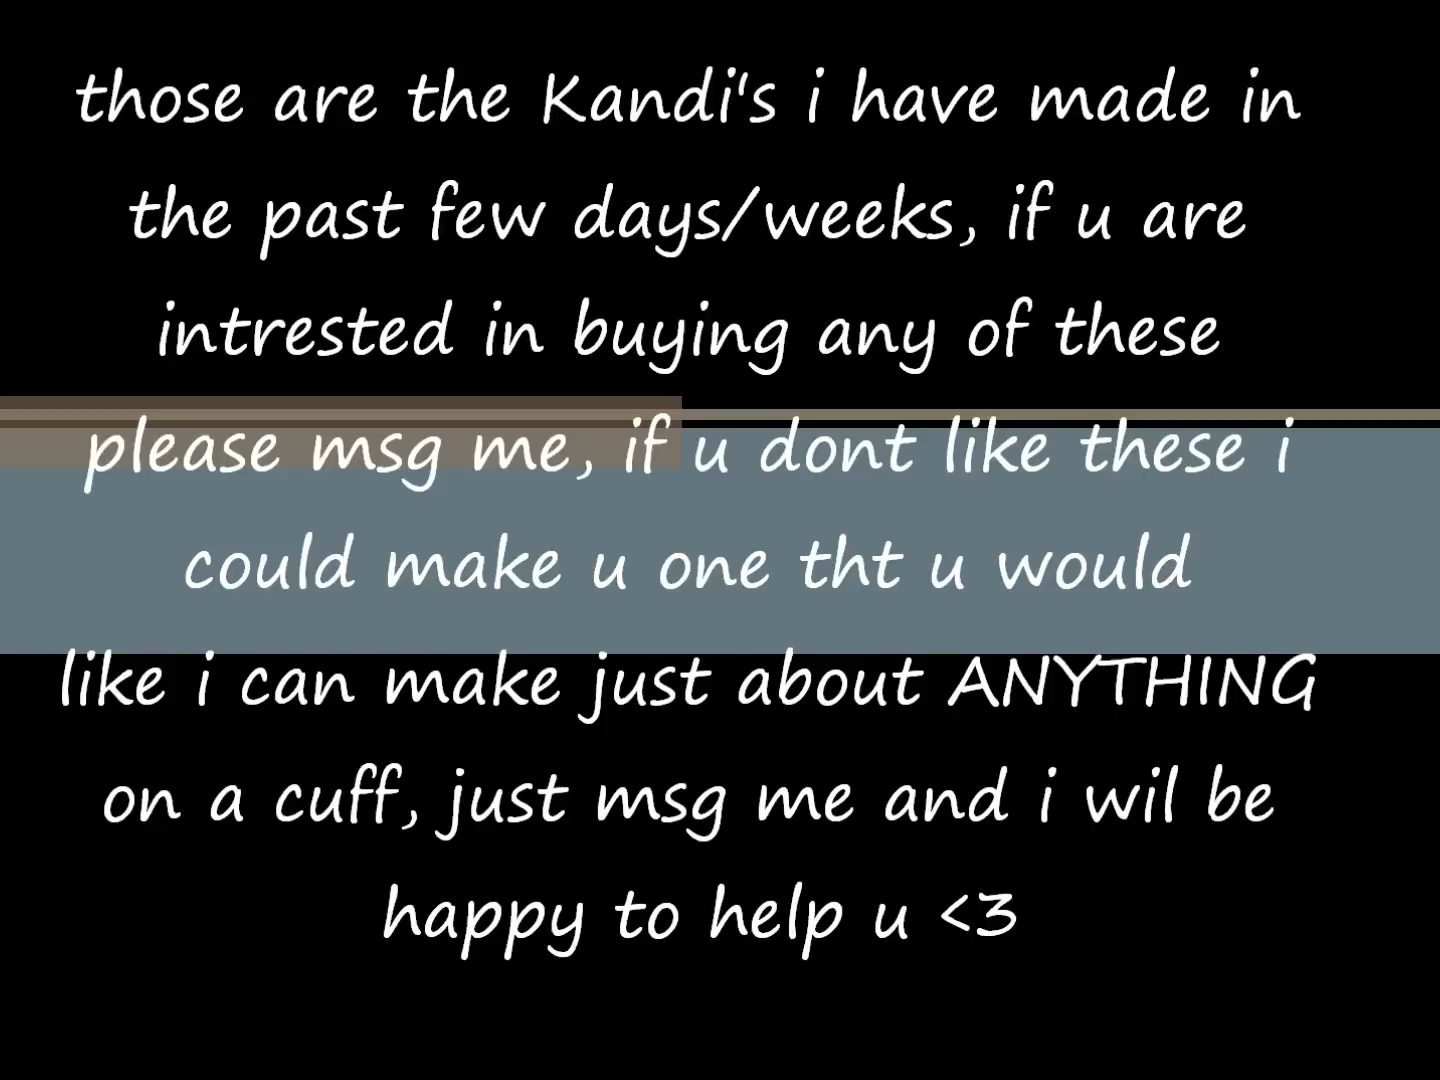 those are the Kandi's i have made in
the past few days/weeks, if u are
intrested in buying any of these
please msg me, if u dont like these i
could make u one tht u would
like i can make just about ANYTHING
on a cuff, just msg me and i wil be
happy to help u <3